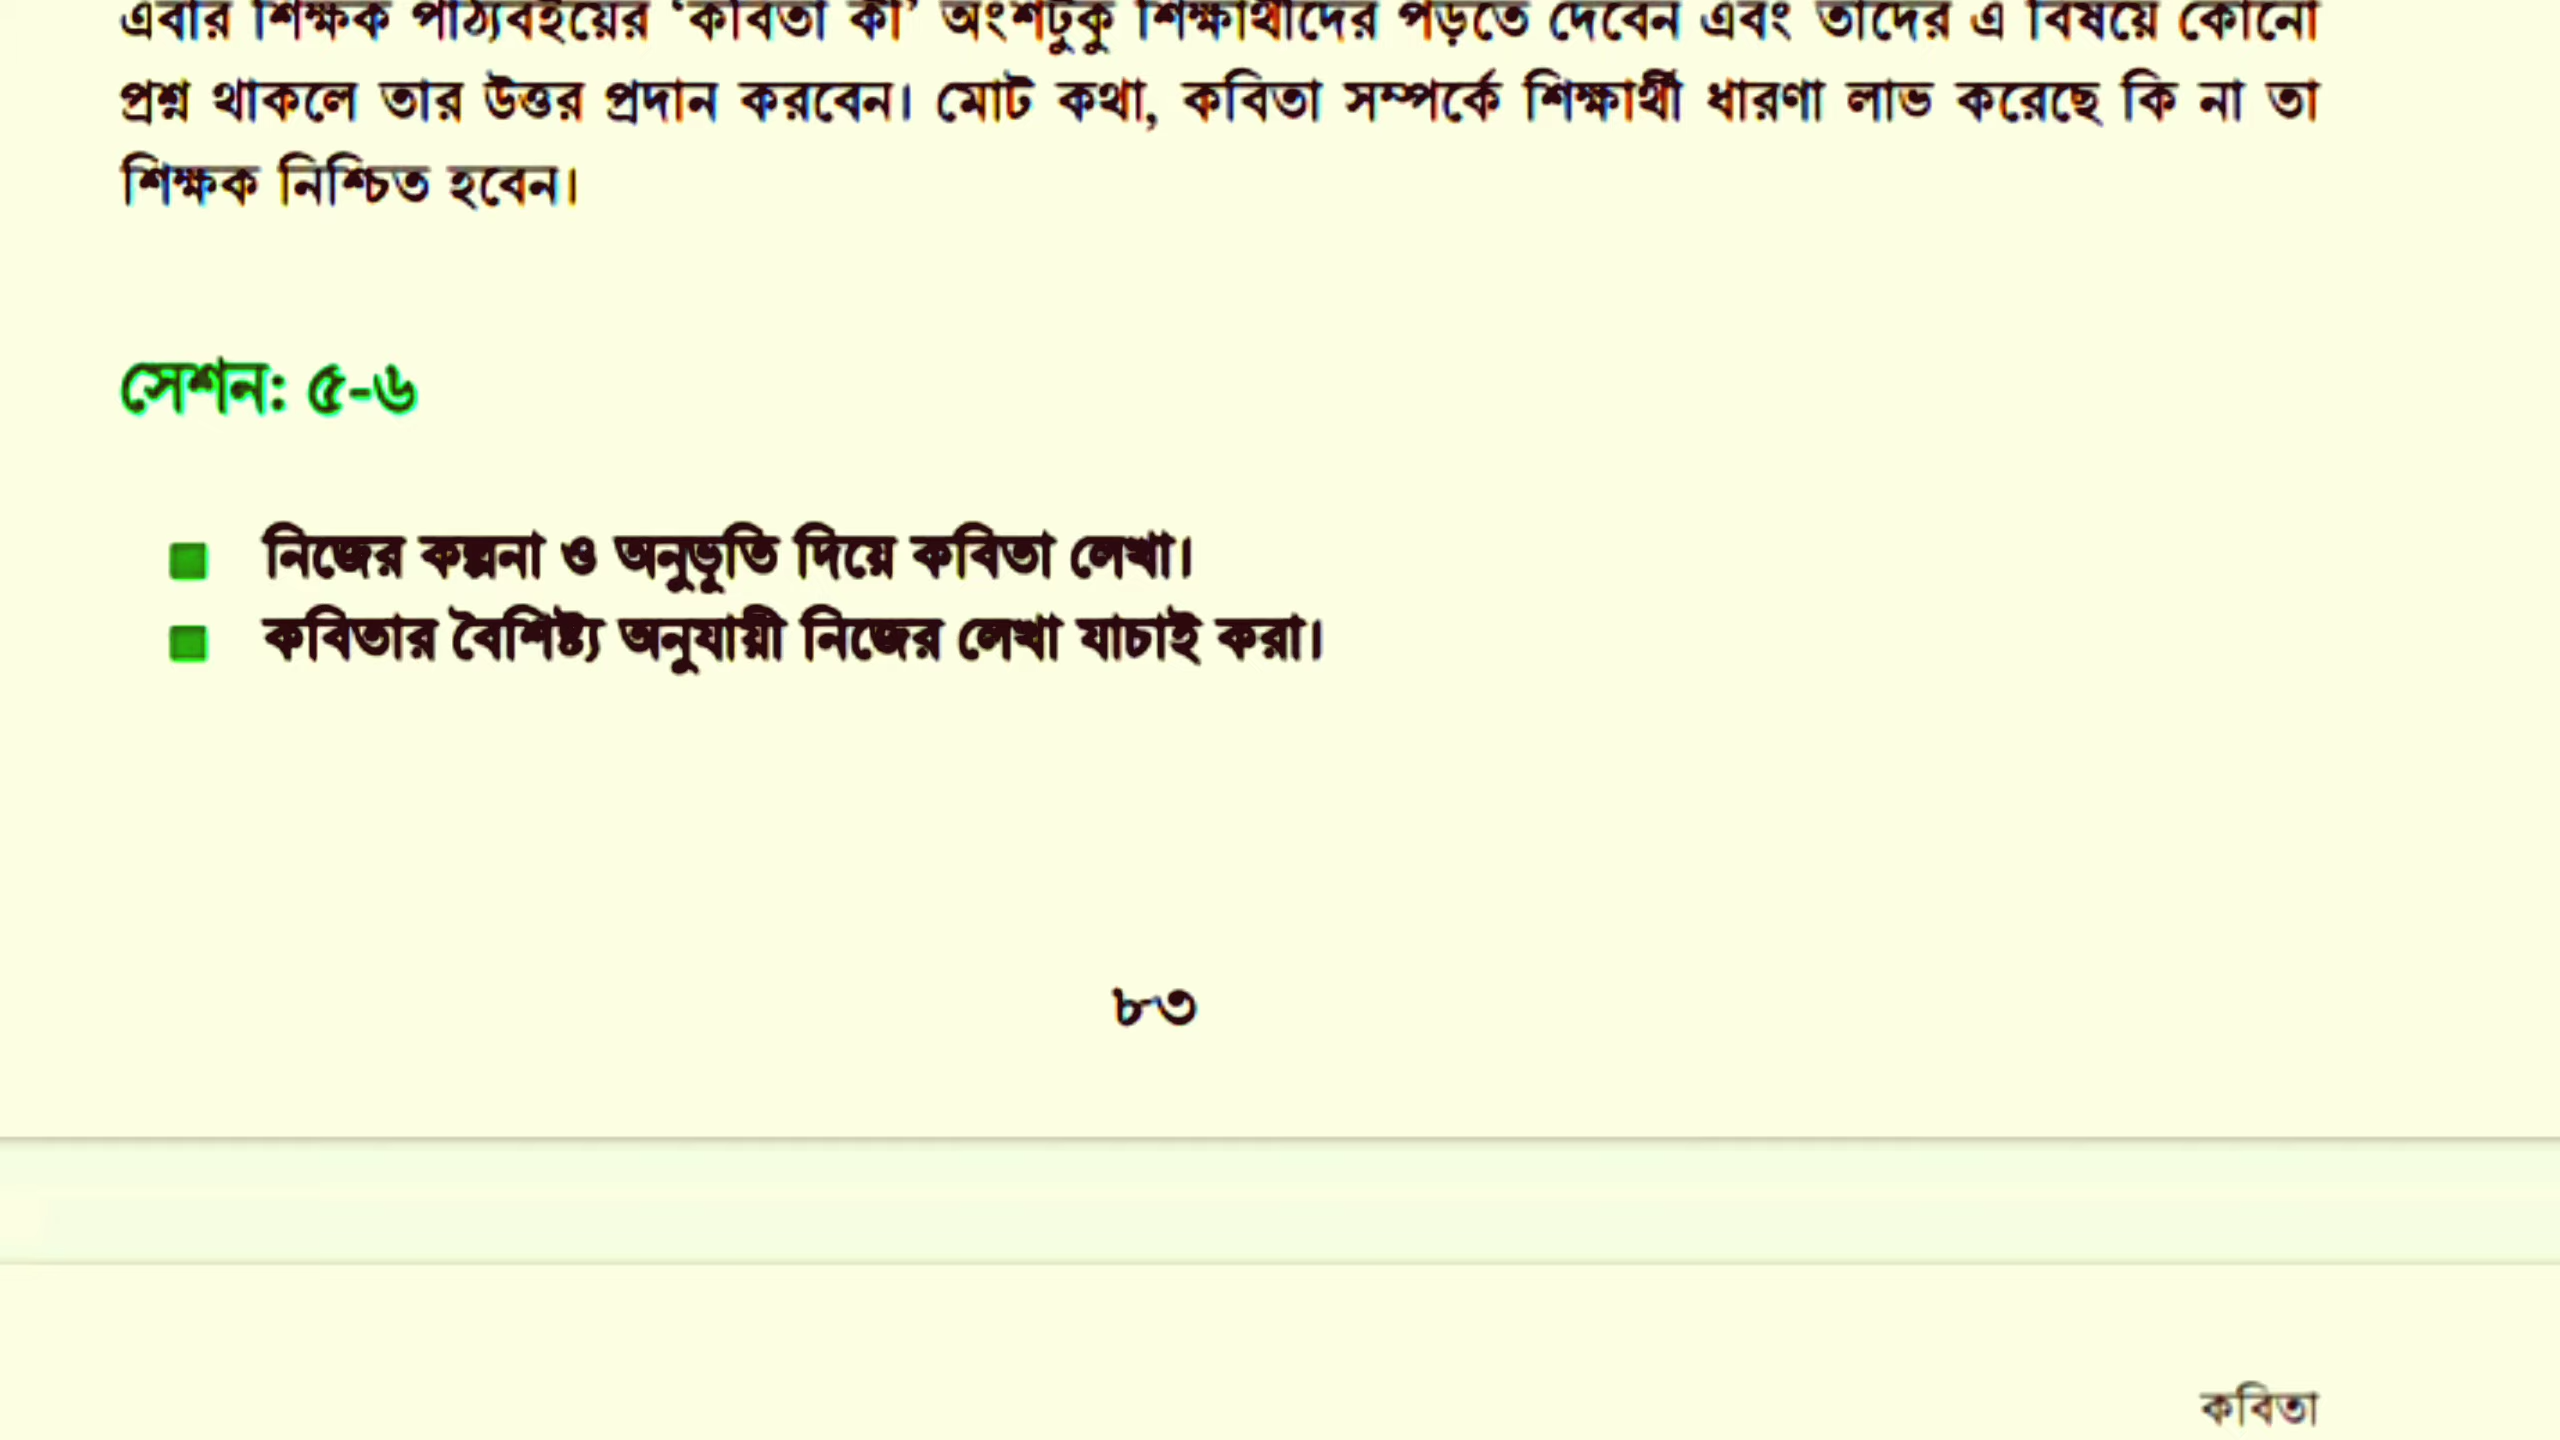 এবার শিক্ষক পাঠ্যবইয়ের ‘কবিতা কী’ অংশটুকু শিক্ষার্থীদের পড়তে দেবেন এবং তাদের এ বিষয়ে কোনো
প্রশ্ন থাকলে তার উত্তর প্রদান করবেন। মোট কথা, কবিতা সম্পর্কে শিক্ষার্থী ধারণা লাভ করেছে কি না তা
শিক্ষক নিশ্চিত হবেন।
সেশন: ৫-৬
নিজের কল্পনা ও অনুভূতি দিয়ে কবিতা লেখা।
কবিতার বৈশিষ্ট্য অনুযায়ী নিজের লেখা যাচাই করা।
৮৩
কবিতা